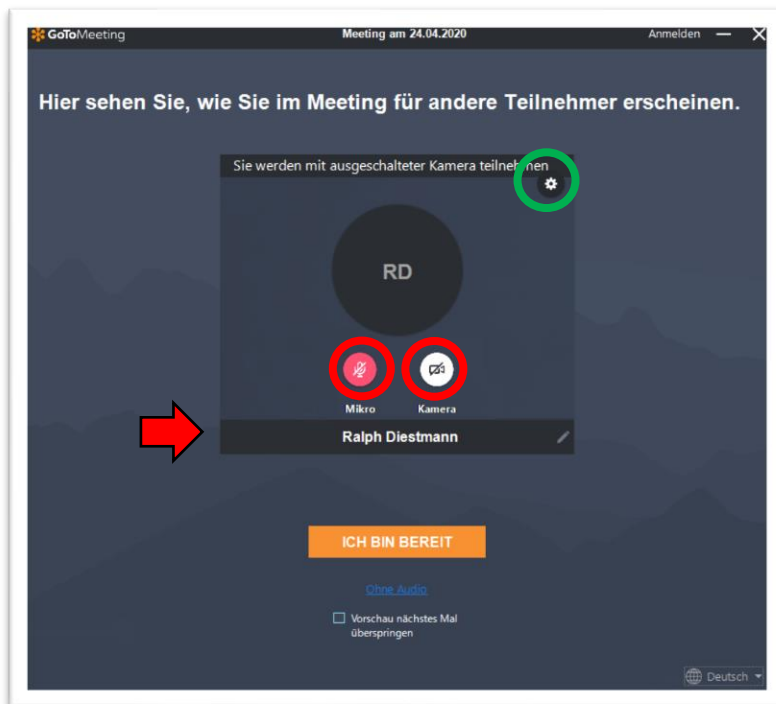 GoToMeeting
Meeting am 24.04.2020
Anmelden
Hier sehen Sie, wie Sie im Meeting für andere Teilnehmer erscheinen.
Sie werden mit ausgeschalteter Kamera teilnehmen
RD
Mikro
Kamera
Ralph Diestmann
ICH BIN BEREIT
Ohne Audio
Vorschau nächstes Mal
überspringen
Deutsch